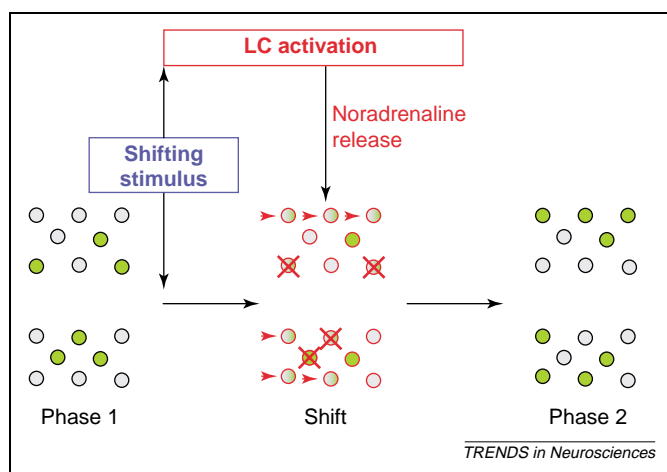 LC activation
Noradrenaline
release
Shifting
stimulus
Phase 1
Shift
Phase 2
TRENDS in Neurosciences